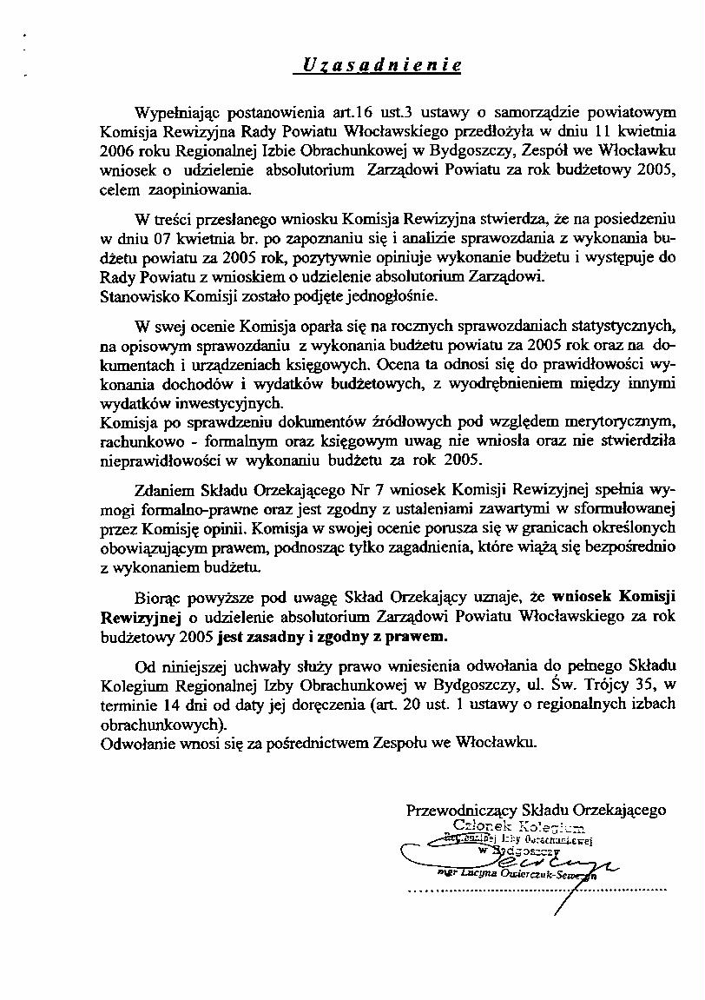 Uzasadnienie
Wypełniając postanowienia art.16 ust.3 ustawy o samorządzie powiatowym
Komisja Rewizyjna Rady Powiatu Włocławskiego przedłożyła w dniu 11 kwietnia
2006 roku Regionalnej Izbie Obrachunkowej w Bydgoszczy, Zespół we Włocławku
wniosek o udzielenie absolutorium Zarządowi Powiatu za rok budżetowy 2005,
celem zaopiniowania.
W treści przesłanego wniosku Komisja Rewizyjna stwierdza, że na posiedzeniu
w dniu 07 kwietnia br. po zapoznaniu się i analizie sprawozdania z wykonania bu-
dżetu powiatu za 2005 rok, pozytywnie opiniuje wykonanie budżetu i występuje do
Rady Powiatu z wnioskiem o udzielenie absolutorium Zarządowi.
Stanowisko Komisji zostało podjęte jednogłośnie.
W swej ocenie Komisja oparła się na rocznych sprawozdaniach statystycznych,
na opisowym sprawozdaniu z wykonania budżetu powiatu za 2005 rok oraz na do-
kumentach i urządzeniach księgowych. Ocena ta odnosi się do prawidłowości wy-
konania dochodów i wydatków budżetowych, z wyodrębnieniem między innymi
wydatków inwestycyjnych.
Komisja po sprawdzeniu dokumentów źródłowych pod względem merytorycznym,
rachunkowo - formalnym oraz księgowym uwag nie wniosła oraz nie stwierdziła
nieprawidłowości w wykonaniu budżetu za rok 2005.
Zdaniem Składu Orzekającego Nr 7 wniosek Komisji Rewizyjnej spełnia wy-
mogi formalno-prawne oraz jest zgodny z ustaleniami zawartymi w sformułowanej
przez Komisję opinii. Komisja w swojej ocenie porusza się w granicach określonych
obowiązującym prawem, podnosząc tylko zagadnienia, które wiążą się bezpośrednio
z wykonaniem budżetu.
Biorąc powyższe pod uwagę Skład Orzekający uznaje, że wniosek Komisji
Rewizyjnej o udzielenie absolutorium Zarządowi Powiatu Włocławskiego za rok
budżetowy 2005 jest zasadny i zgodny z prawem.
Od niniejszej uchwały służy prawo wniesienia odwołania do pełnego Składu
Kolegium Regionalnej Izby Obrachunkowej w Bydgoszczy, ul. Św. Trójcy 35, w
terminie 14 dni od daty jej doręczenia (art. 20 ust. 1 ustawy o regionalnych izbach
obrachunkowych).
Odwołanie wnosi się za pośrednictwem Zespołu we Włocławku.
Przewodniczący Składu Orzekającego
Członek Kolegium
Regionalnej Izby Obrachunkowej
w Bydgoszczy
mgr Lucyna